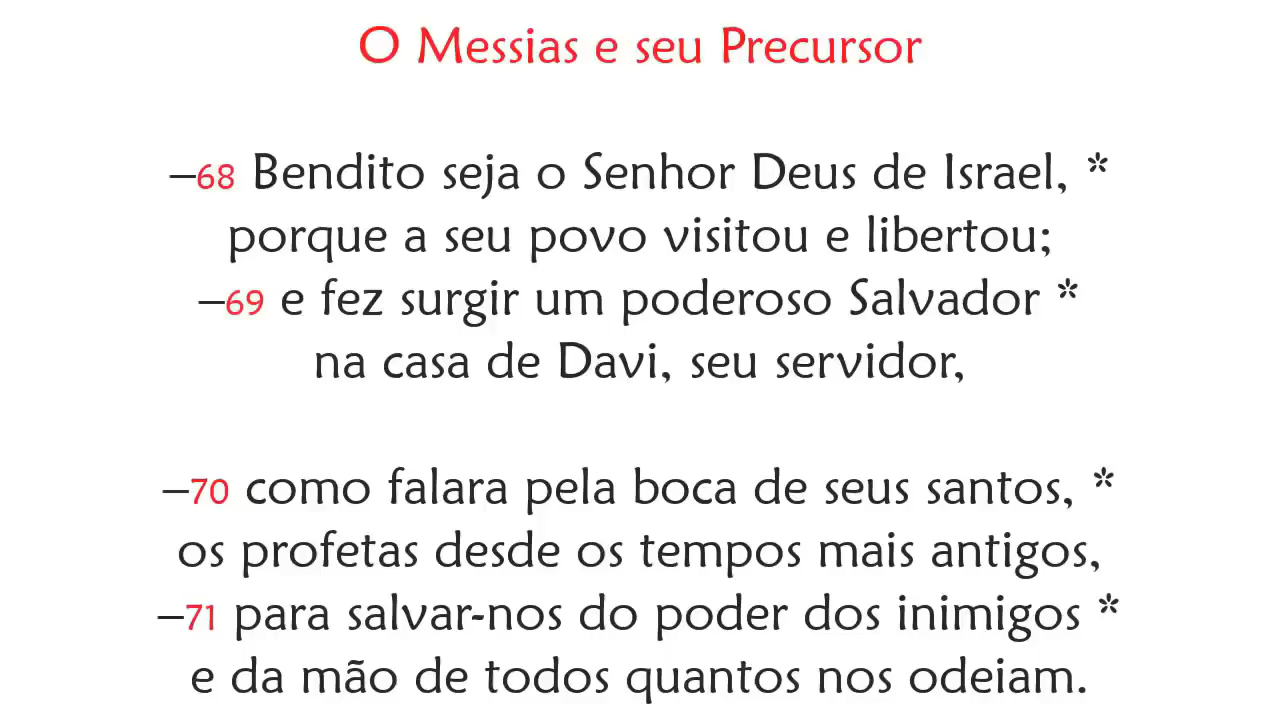 O Messias e seu Precursor
–68 Bendito seja o Senhor Deus de Israel, *
porque a seu povo visitou e libertou;
–69 e fez surgir um poderoso Salvador *
na casa de Davi, seu servidor,
–70 como falara pela boca de seus santos, *
os profetas desde os tempos mais antigos,
–71 para salvar-nos do poder dos inimigos *
e da mão de todos quantos nos odeiam.